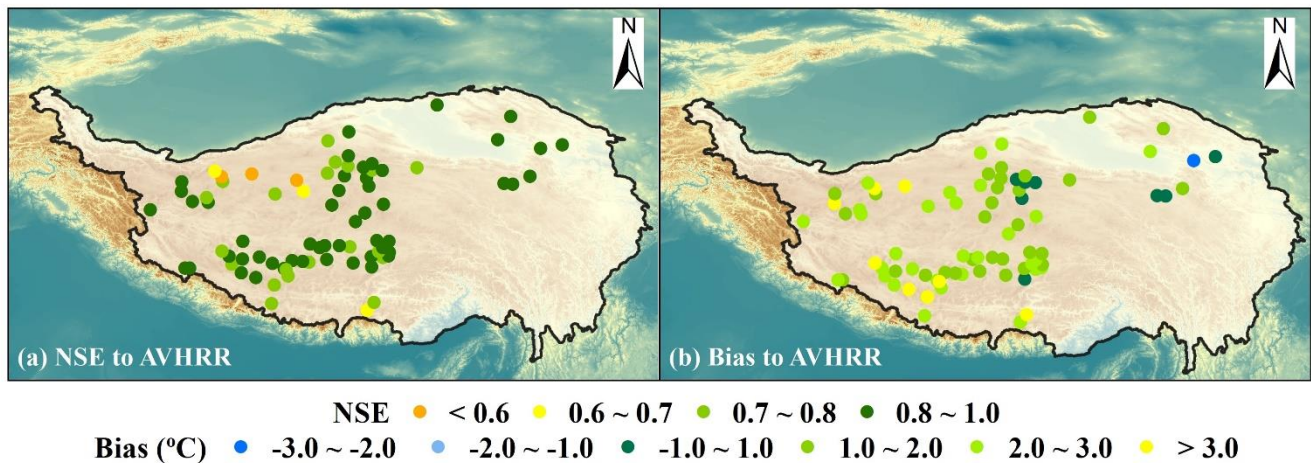 N
N
(a) NSE to AVHRR
(b) Bias to AVHRR
NSE < 0.6 0.6 ~ 0.7 0.7 ~ 0.8 0.8 ~ 1.0
Bias (ºC) -3.0 ~ -2.0 -2.0 ~ -1.0 -1.0 ~ 1.0 1.0 ~ 2.0 2.0 ~ 3.0 > 3.0